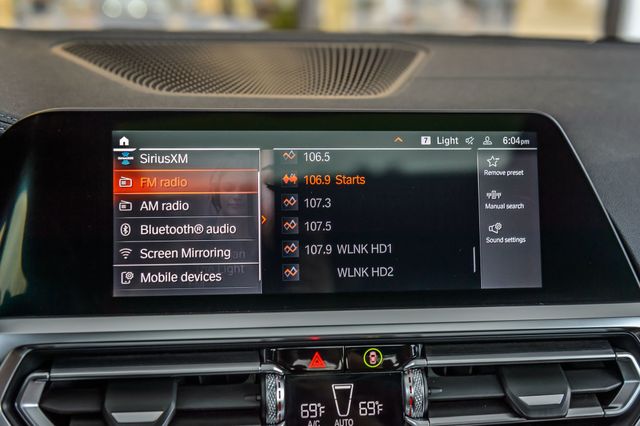 7 Light 6:04pm
SiriusXM
FM radio
AM radio
Bluetooth® audio
Screen Mirroring
Mobile devices
106.5
106.9 Starts
107.3
107.5
107.9 WLNK HD1
WLNK HD2
Remove preset
Manual search
Sound settings
69°F 69°F
A/C AUTO